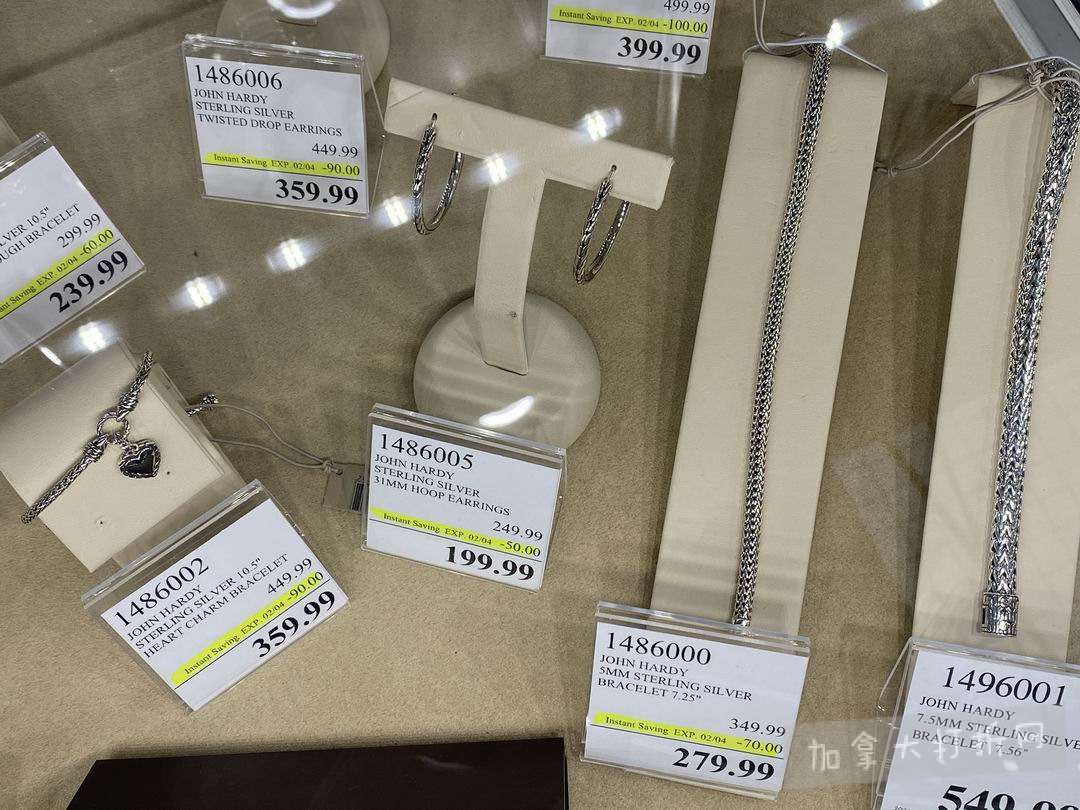 499.99
Instant Saving EXP. 02/04 -100.00
399.99
1486006
JOHN HARDY
STERLING SILVER
TWISTED DROP EARRINGS
449.99
Instant Saving EXP. 02/04 -90.00
359.99
10.5"
BRACELET
299.99
Saving EXP. 02/04 -60.00
239.99
1486005
JOHN HARDY
STERLING SILVER
31MM HOOP EARRINGS
249.99
Instant Saving EXP. 02/04 -50.00
199.99
1486002
JOHN HARDY
STERLING SILVER 10.5"
HEART CHARM BRACELET
449.99
Instant Saving EXP. 02/04 -90.00
359.99
1486000
JOHN HARDY
5MM STERLING SILVER
BRACELET 7.25"
349.99
Instant Saving EXP. 02/04 -70.00
279.99
1496001
JOHN HARDY
7.5MM STERLING
BRACELET 7.56"
加拿大打折网